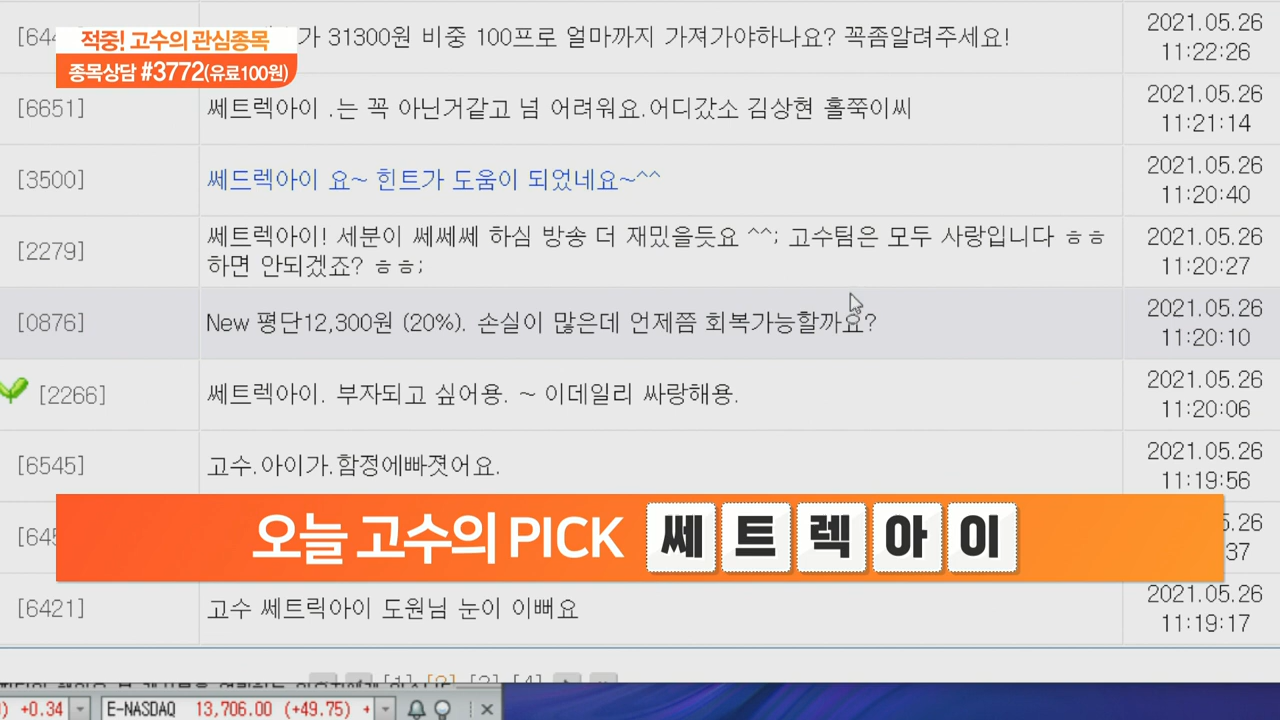 적중! 고수의 관심종목
종목상담 #3772(유료100원)
[644
가 31300원 비중 100프로 얼마까지 가져가야하나요? 꼭좀알려주세요!
2021.05.26
11:22:26
[6651]
쎄트렉아이 .는 꼭 아닌거같고 넘 어려워요.어디갔소 김상현 홀쭉이씨
2021.05.26
11:21:14
[3500]
쎄드렉아이 요~ 힌트가 도움이 되었네요~^^
2021.05.26
11:20:40
[2279]
쎄트렉아이! 세분이 쎄쎄쎄 하심 방송 더 재밌을듯요 ^^; 고수팀은 모두 사랑입니다 ㅎㅎ
하면 안되겠죠? ㅎㅎ;
2021.05.26
11:20:27
[0876]
New 평단12,300원 (20%). 손실이 많은데 언제쯤 회복가능할까요?
2021.05.26
11:20:10
[2266]
쎄트렉아이. 부자되고 싶어용. ~ 이데일리 싸랑해용.
2021.05.26
11:20:06
[6545]
고수.아이가.함정에빠졋어요.
2021.05.26
11:19:56
[645
5.26
37
오늘 고수의 PICK 쎄트렉아이
[6421]
고수 쎄트릭아이 도원님 눈이 이뻐요
2021.05.26
11:19:17
[1] [2] [3] [4]
) +0.34 E-NASDAQ 13,706.00 (+49.75) +